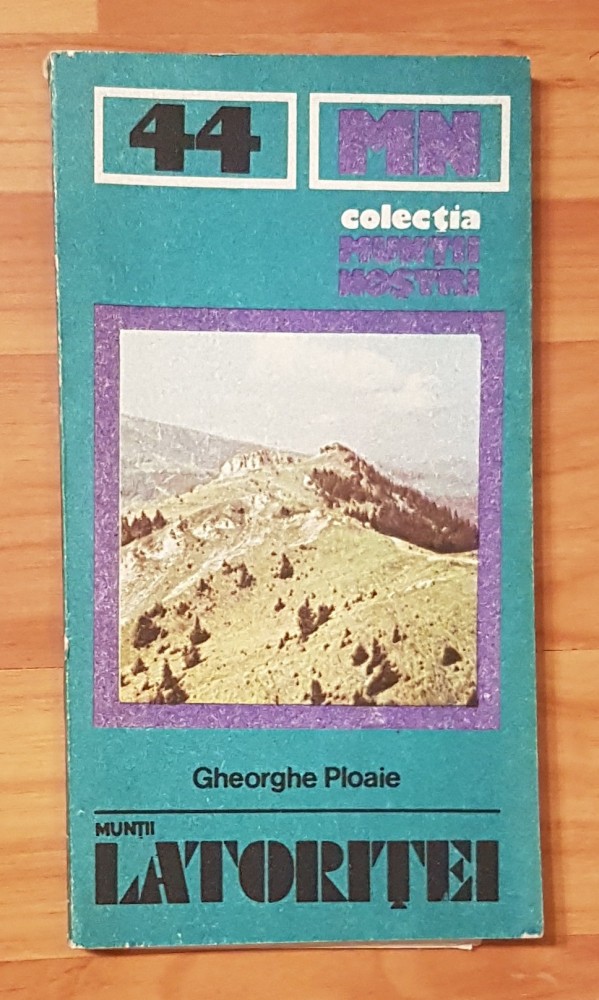 44 MN
colecția
MUNȚII
NOȘTRI
Gheorghe Ploaie
MUNȚII
LATORIȚEI